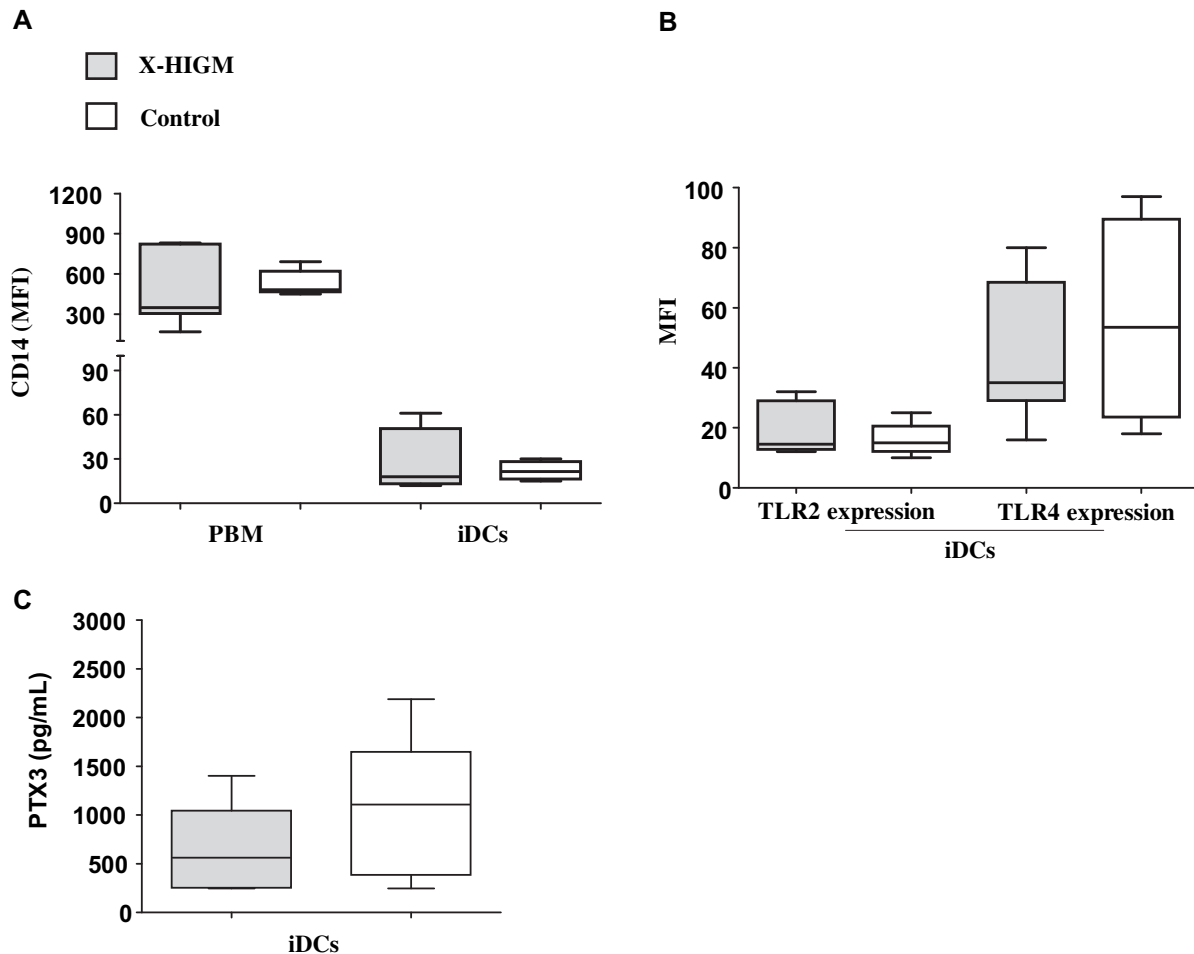 A
X-HIGM
Control
1200
900
600
300
90
60
30
0
CD14 (MFI)
PBM iDCs
B
100
80
60
40
20
0
MFI
TLR2 expression TLR4 expression
iDCs
C
3000
2500
2000
1500
1000
500
0
PTX3 (pg/mL)
iDCs